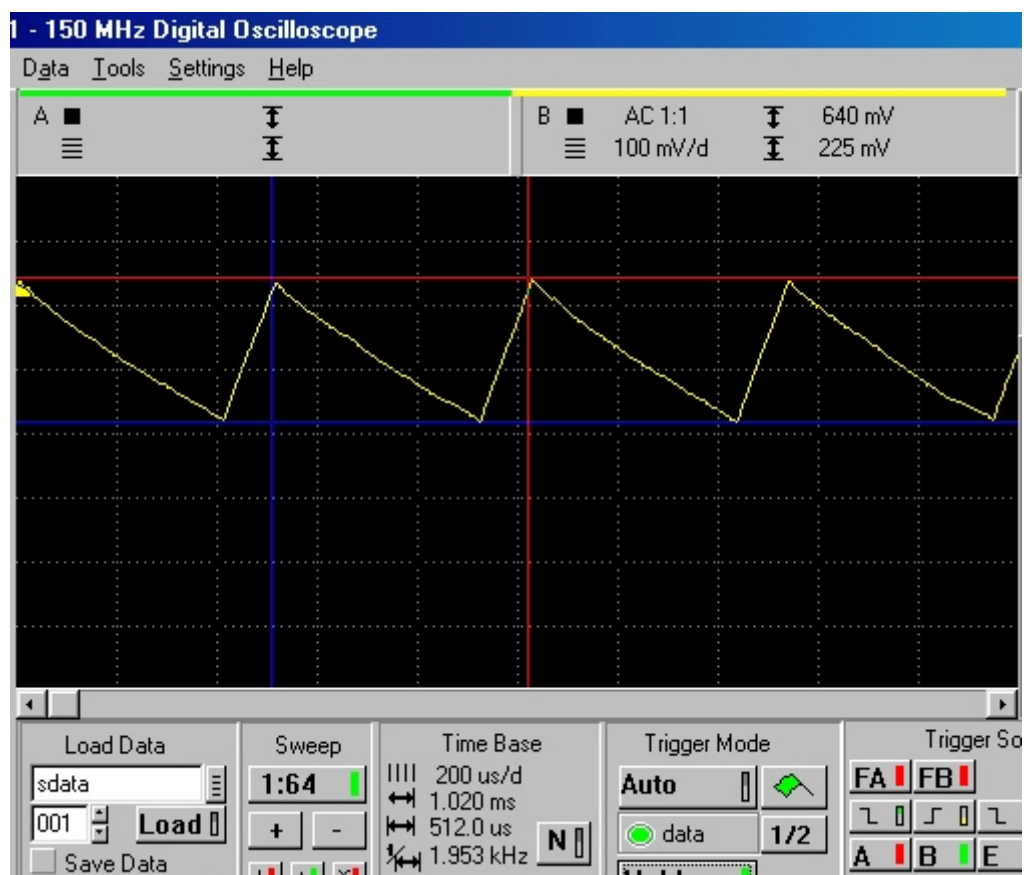 1 - 150 MHz Digital Oscilloscope
Data Tools Settings Help
A
B AC 1:1 640 mV
100 mV/d 225 mV
Load Data
sdata
001 Load
Save Data
Sweep
1:64
+ -
Time Base
200 us/d
1.020 ms
512.0 us
1.953 kHz N
Trigger Mode
Auto
data 1/2
Trigger So
FA FB
A B E